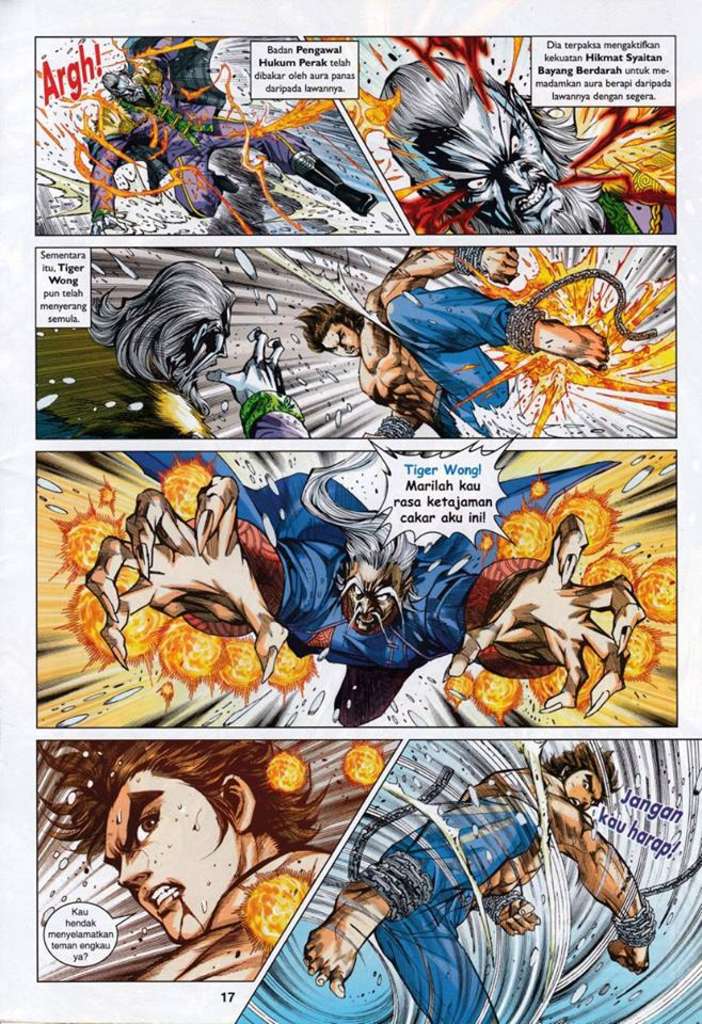 Argh!
Badan Pengawal
Hukum Perak telah
dibakar oleh aura panas
daripada lawannya.
Dia terpaksa mengaktifkan
kekuatan Hikmat Syaitan
Bayang Berdarah untuk me-
madamkan aura berapi daripada
lawannya dengan segera.
Sementara
itu, Tiger
Wong
pun telah
menyerang
semula.
Tiger Wong!
Marilah kau
rasa ketajaman
cakar aku ini!
Kau
hendak
menyelamatkan
teman engkau
ya?
Jangan
kau harap!
17